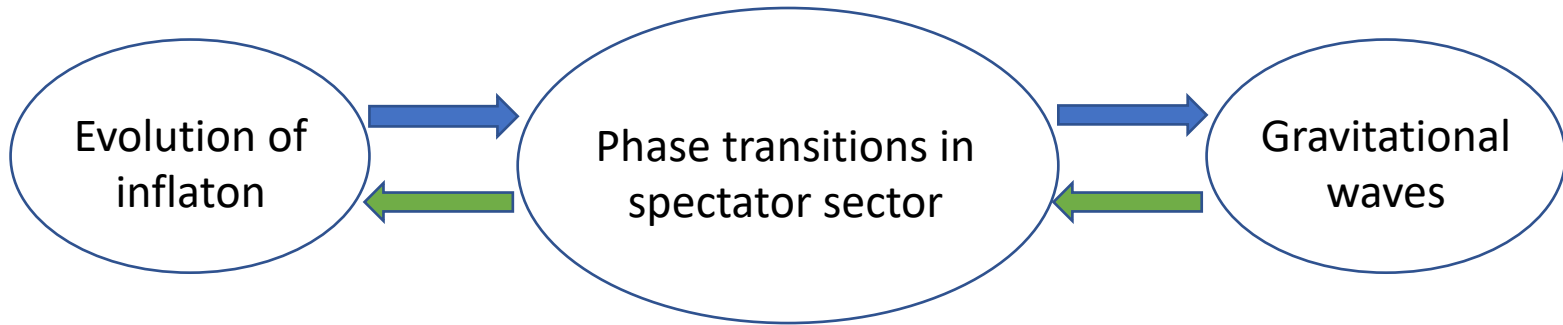 Evolution of
inflaton
Phase transitions in
spectator sector
Gravitational
waves